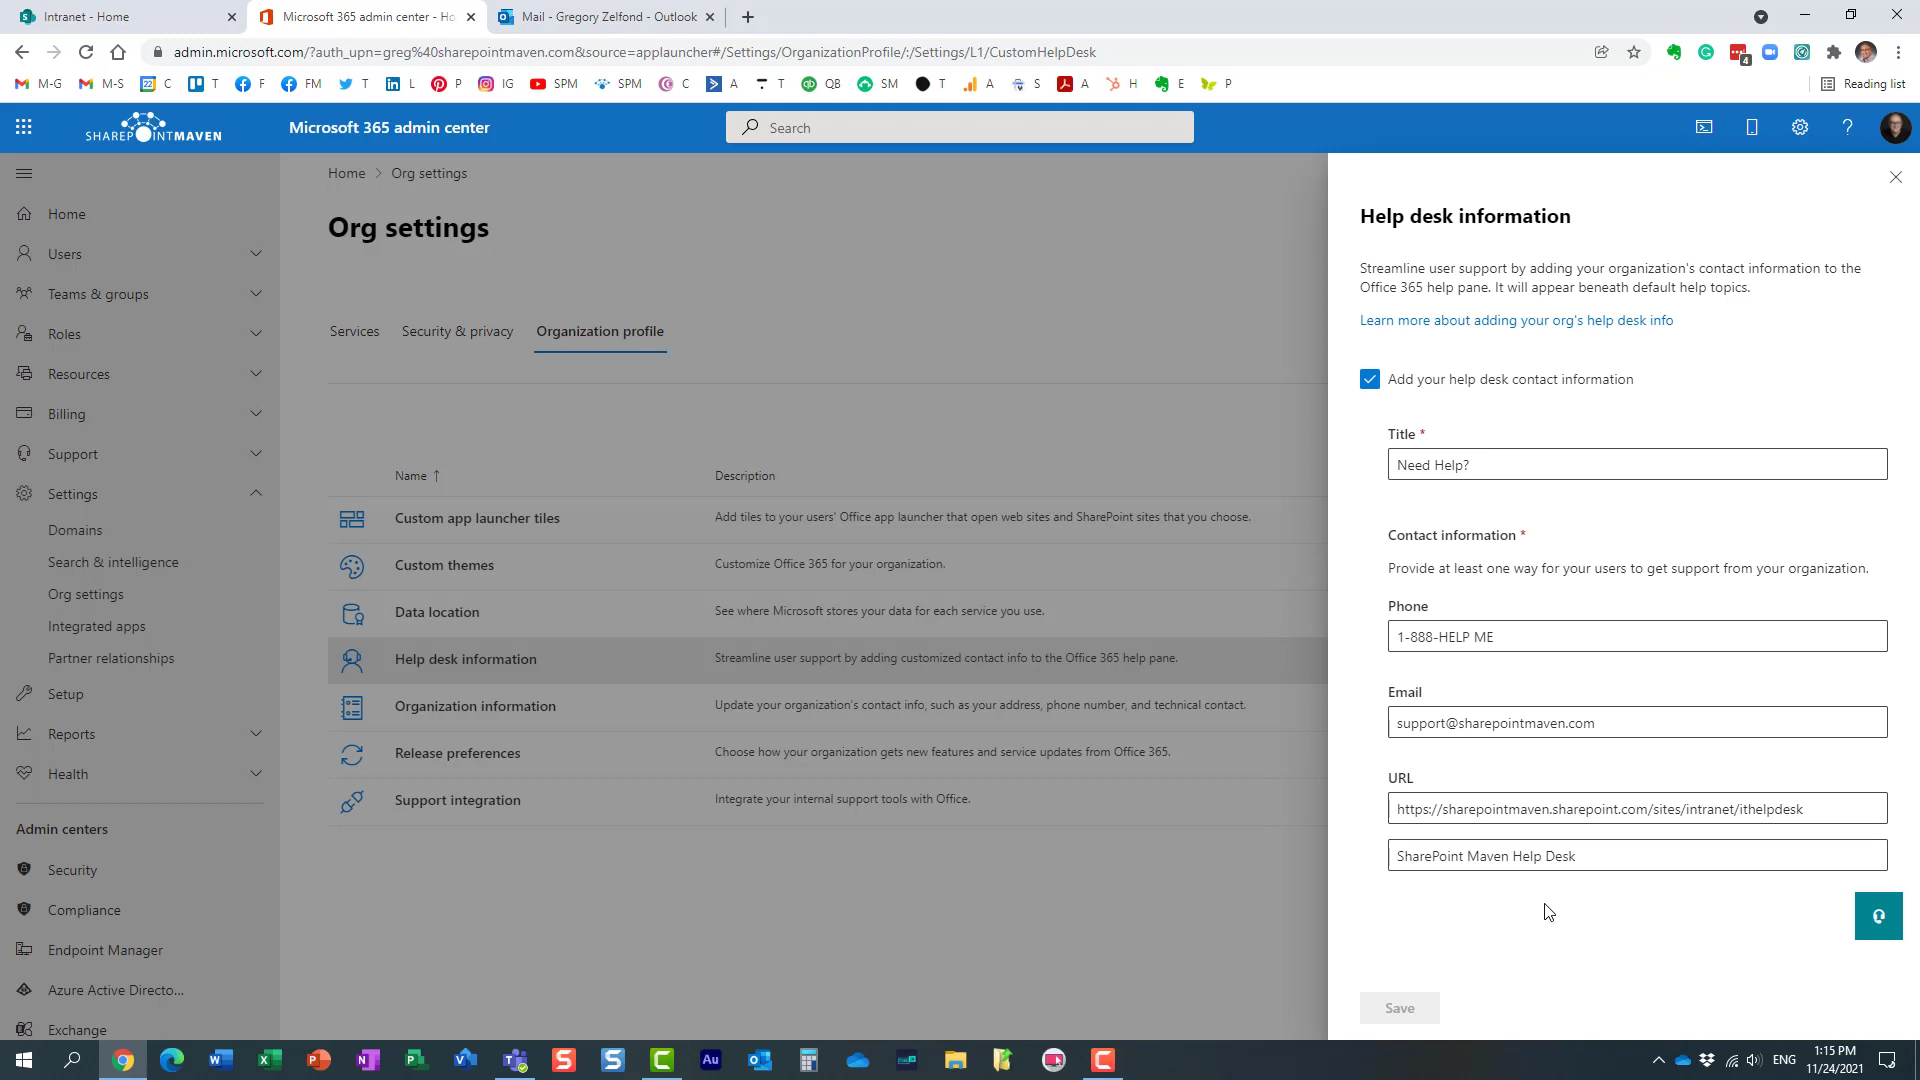 Intranet - Home
Microsoft 365 admin center - Ho
Mail - Gregory Zelfond - Outlook
admin.microsoft.com/?auth_upn=greg%40sharepointmaven.com&source=applauncher#/Settings/OrganizationProfile/:/Settings/L1/CustomHelpDesk
4
M-G
M-S
22
C
T
F
FM
T
L
P
IG
SPM
SPM
C
A
T
QB
SM
T
A
S
A
H
E
P
Reading list
SHAREPOINTMAVEN
Microsoft 365 admin center
Search
Home
Users
Teams & groups
Roles
Resources
Billing
Support
Settings
Domains
Search & intelligence
Org settings
Integrated apps
Partner relationships
Setup
Reports
Health
Admin centers
Security
Compliance
Endpoint Manager
Azure Active Directo...
Exchange
Home > Org settings
Org settings
Services
Security & privacy
Organization profile
Name ↑
Description
Custom app launcher tiles
Add tiles to your users' Office app launcher that open web sites and SharePoint sites that you choose.
Custom themes
Customize Office 365 for your organization.
Data location
See where Microsoft stores your data for each service you use.
Help desk information
Streamline user support by adding customized contact info to the Office 365 help pane.
Organization information
Update your organization's contact info, such as your address, phone number, and technical contact.
Release preferences
Choose how your organization gets new features and service updates from Office 365.
Support integration
Integrate your internal support tools with Office.
Help desk information
Streamline user support by adding your organization's contact information to the
Office 365 help pane. It will appear beneath default help topics.
Learn more about adding your org's help desk info
Add your help desk contact information
Title *
Need Help?
Contact information *
Provide at least one way for your users to get support from your organization.
Phone
1-888-HELP ME
Email
support@sharepointmaven.com
URL
https://sharepointmaven.sharepoint.com/sites/intranet/ithelpdesk
SharePoint Maven Help Desk
Save
Au
ENG
1:15 PM
11/24/2021